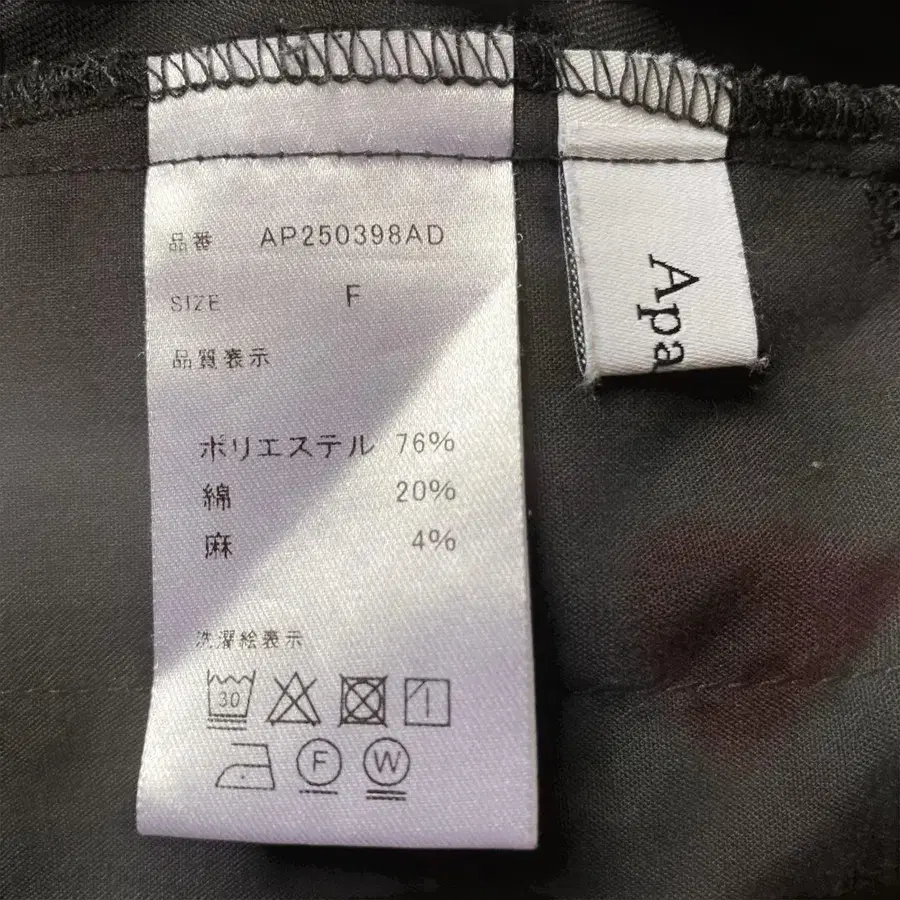 品番 AP250398AD
SIZE F
品質表示
ポリエステル 76%
綿 20%
麻 4%
洗濯絵表示
30
F W
Apa